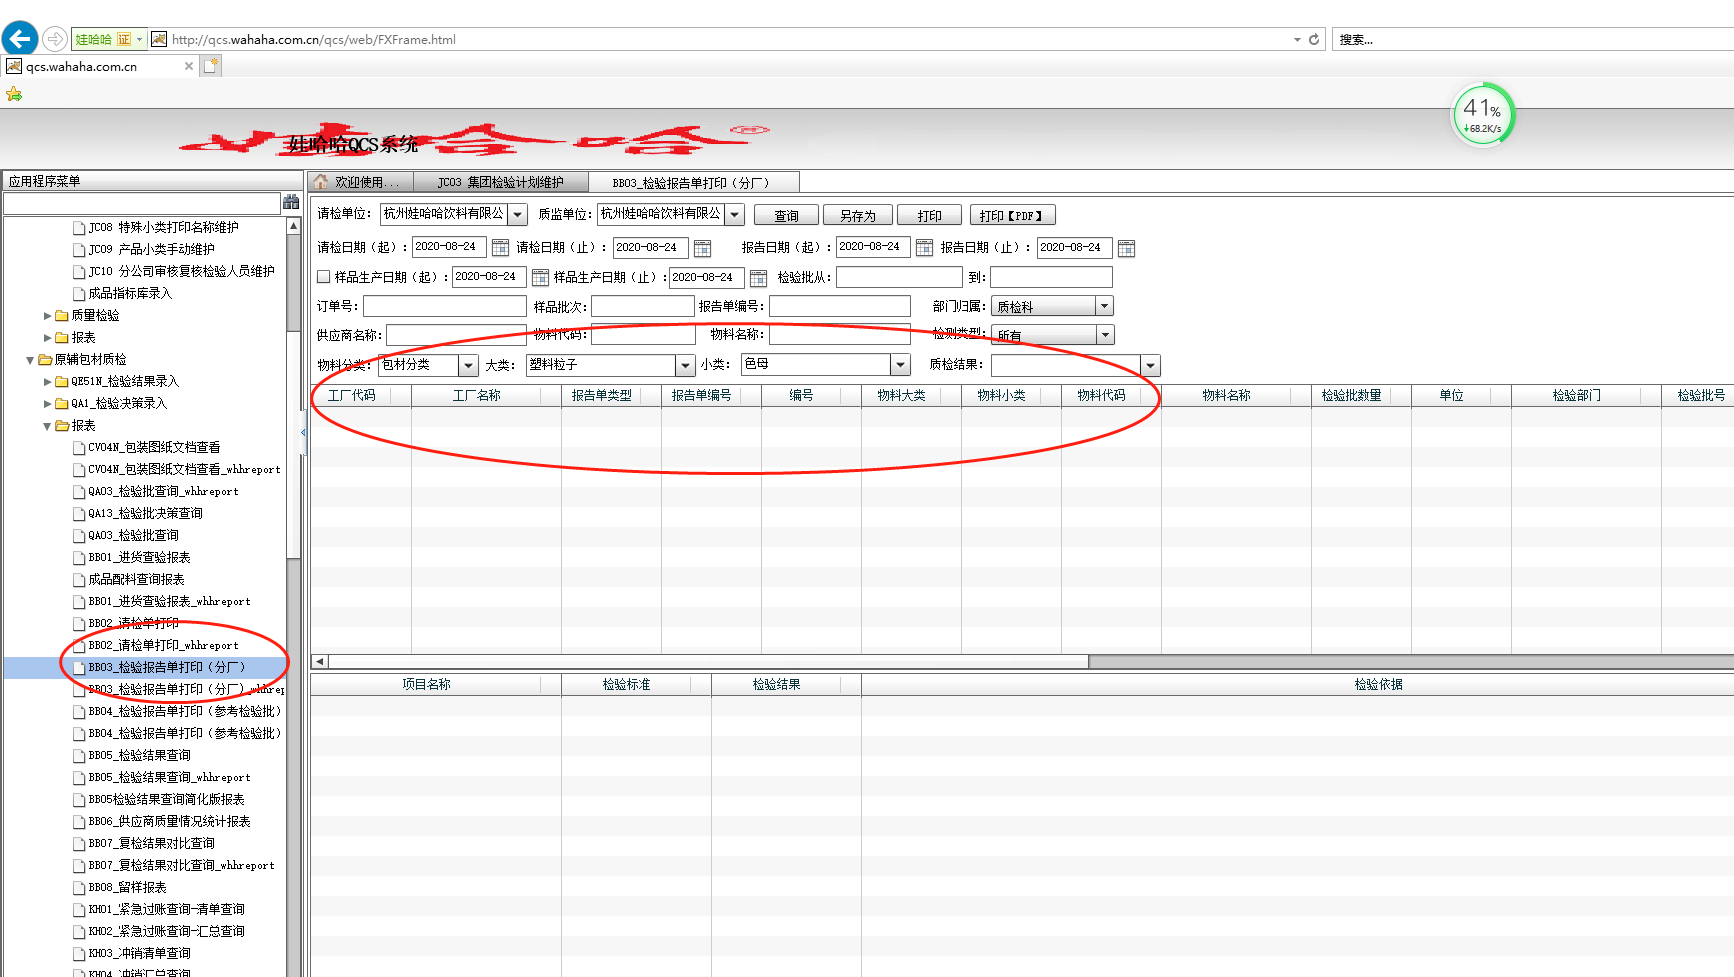 娃哈哈 证 http://qcs.wahaha.com.cn/qcs/web/FXFrame.html 搜索...
qcs.wahaha.com.cn
41%
68.2K/s
娃哈哈QCS系统
应用程序菜单
欢迎使用... JC03 集团检验计划维护 BB03_检验报告单打印（分厂）
请检单位： 杭州娃哈哈饮料有限公 质监单位： 杭州娃哈哈饮料有限公 查询 另存为 打印 打印【PDF】
请检日期（起）： 2020-08-24 请检日期（止）： 2020-08-24 报告日期（起）： 2020-08-24 报告日期（止）： 2020-08-24
样品生产日期（起）： 2020-08-24 样品生产日期（止）： 2020-08-24 检验批从： 到：
订单号： 样品批次： 报告单编号： 部门归属： 质检科
供应商名称： 物料代码： 物料名称： 检测类型： 所有
物料分类： 包材分类 大类： 塑料粒子 小类： 色母 质检结果：
工厂代码 工厂名称 报告单类型 报告单编号 编号 物料大类 物料小类 物料代码 物料名称 检验批数量 单位 检验部门 检验批号
项目名称 检验标准 检验结果 检验依据
JC08 特殊小类打印名称维护
JC09 产品小类手动维护
JC10 分公司审核复核检验人员维护
成品指标库录入
质量检验
报表
原辅包材质检
QE51N_检验结果录入
QA1_检验决策录入
报表
CV04N_包装图纸文档查看
CV04N_包装图纸文档查看_whhreport
QA03_检验批查询_whhreport
QA13_检验批决策查询
QA03_检验批查询
BB01_进货查验报表
成品配料查询报表
BB01_进货查验报表_whhreport
BB02_请检单打印
BB02_请检单打印_whhreport
BB03_检验报告单打印（分厂）
BB03_检验报告单打印（分厂）_whhrep
BB04_检验报告单打印（参考检验批）
BB04_检验报告单打印（参考检验批）
BB05_检验结果查询
BB05_检验结果查询_whhreport
BB05检验结果查询简化版报表
BB06_供应商质量情况统计报表
BB07_复检结果对比查询
BB07_复检结果对比查询_whhreport
BB08_留样报表
KH01_紧急过账查询-清单查询
KH02_紧急过账查询-汇总查询
KH03_冲销清单查询
KH04_冲销汇总查询